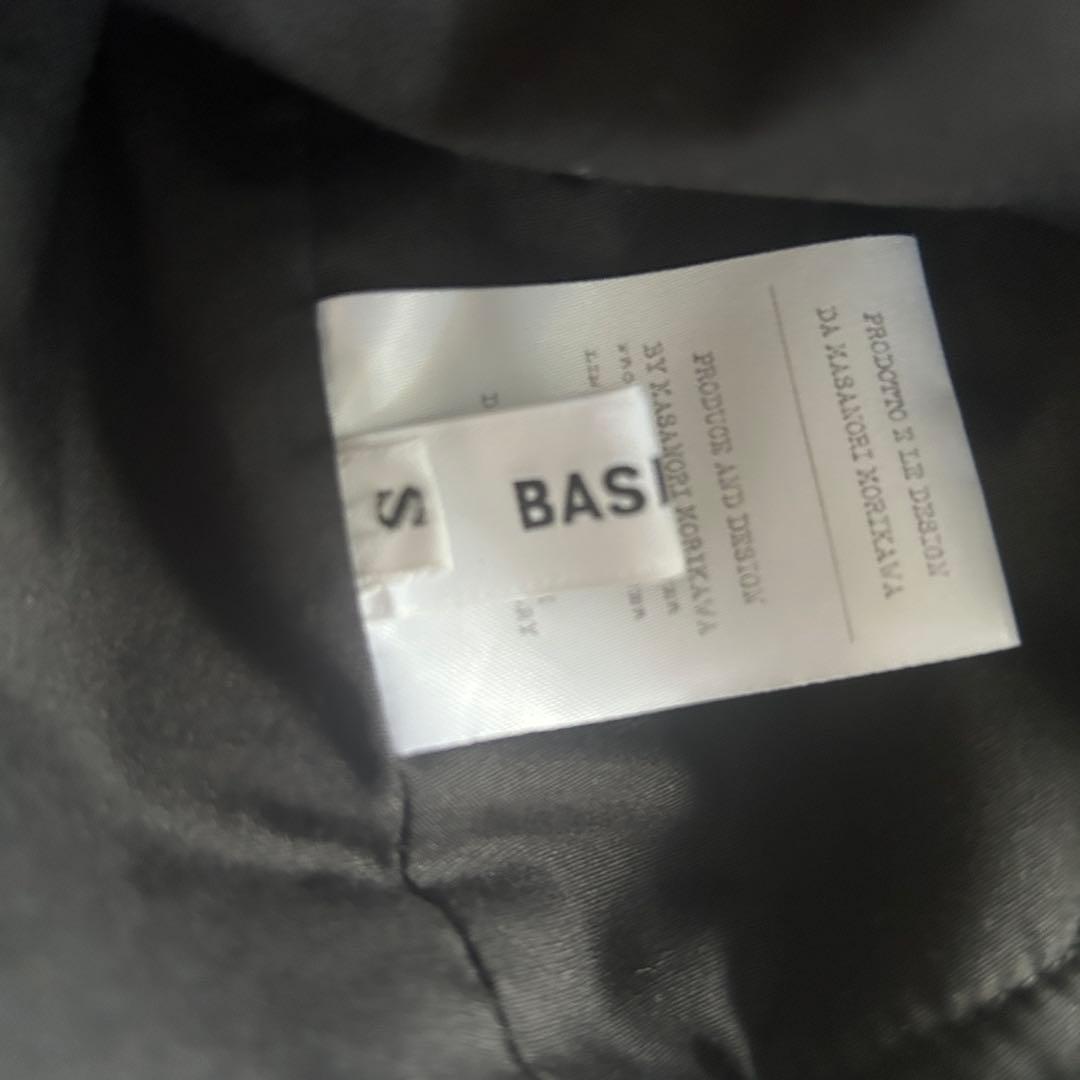 PRODOTTO E LE DESIGN
DA MASANORI MORIKAWA
PRODUCE AND DESIGN
BY MASANORI MORIKAWA
BAS
S